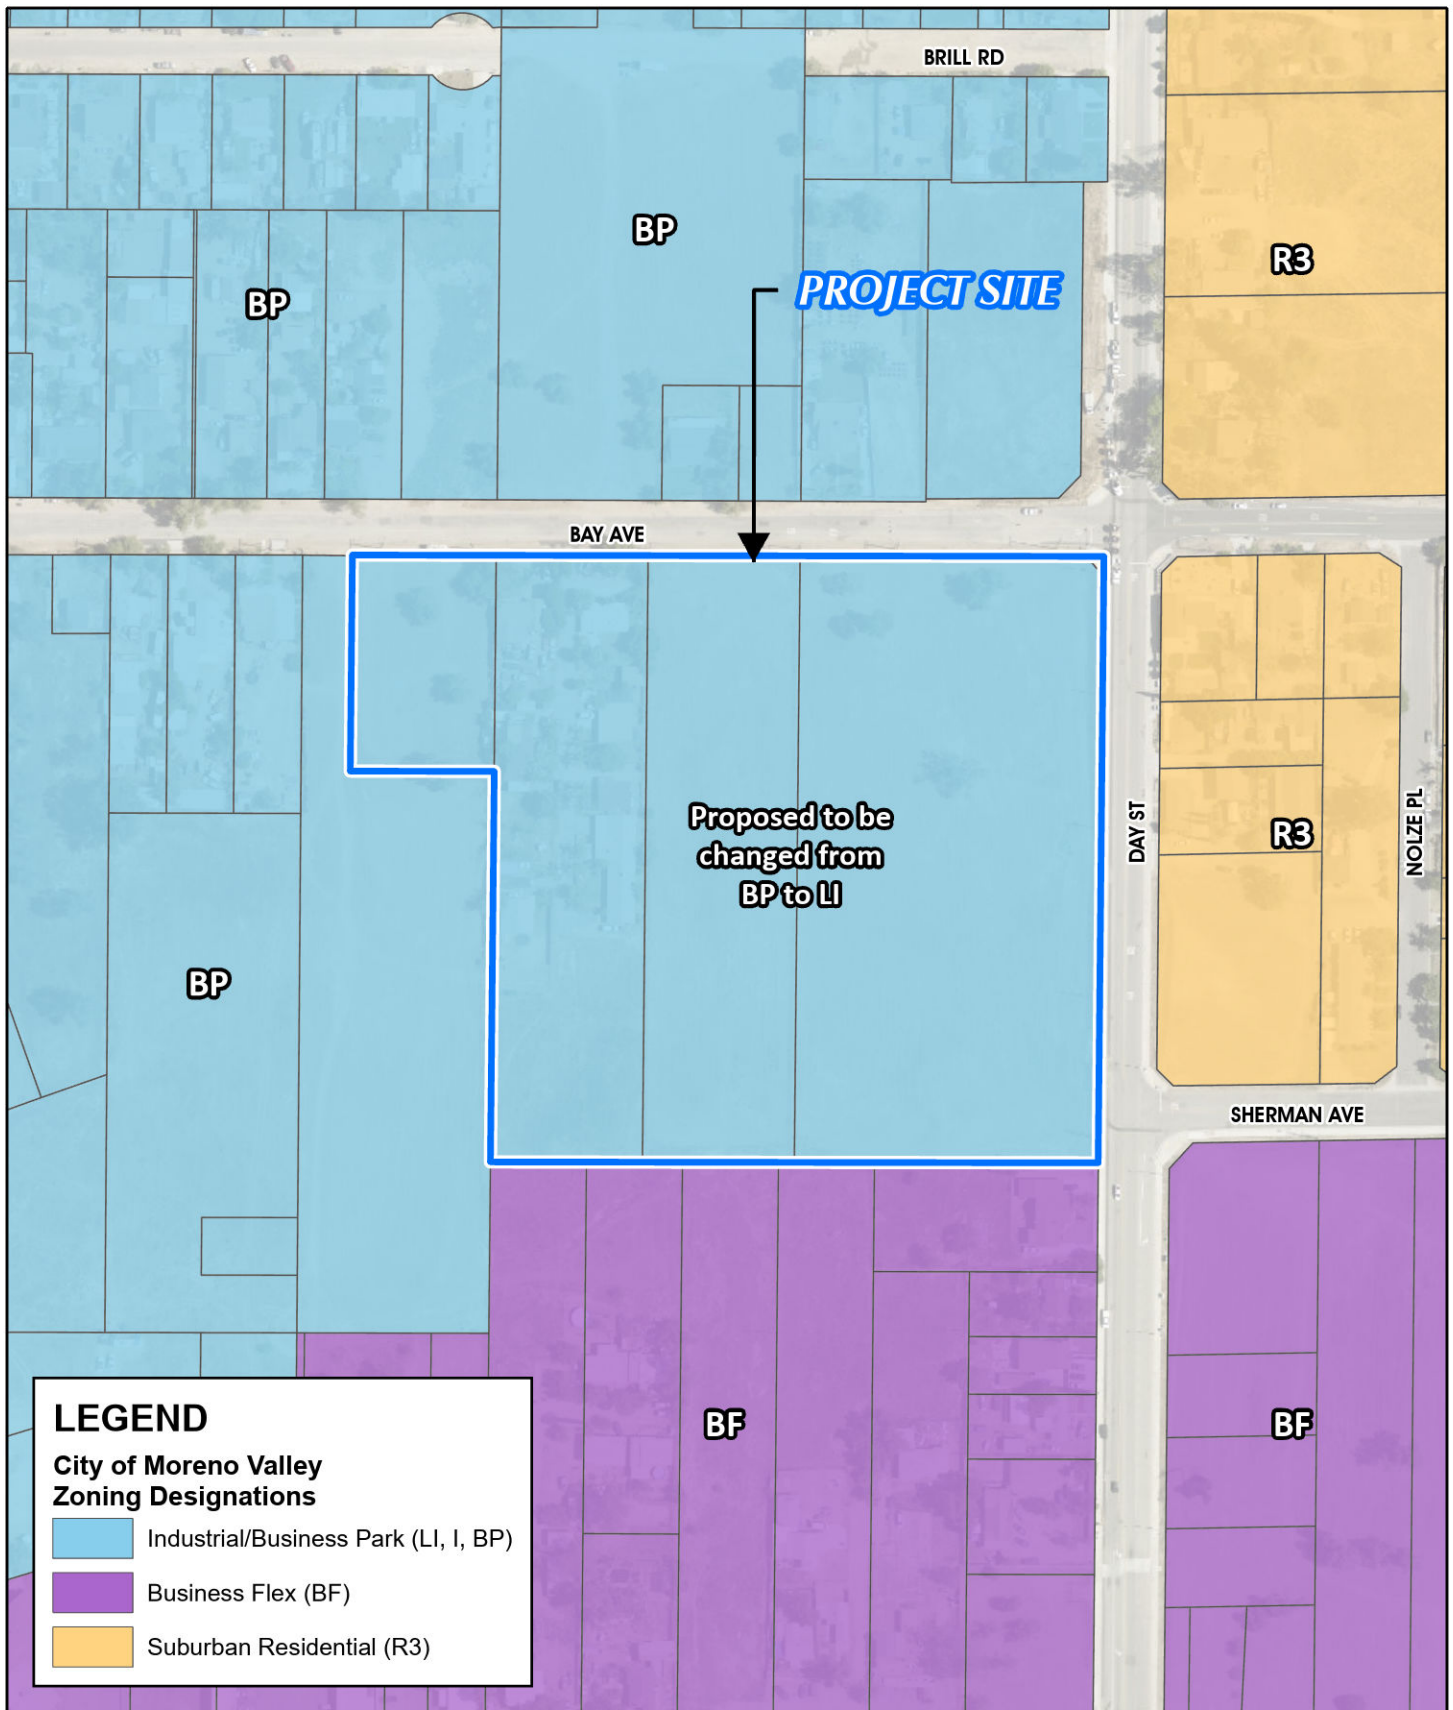 BRILL RD
BP
R3
PROJECT SITE
BP
BAY AVE
Proposed to be
changed from
BP to LI
DAY ST
R3
NOLZE PL
BP
SHERMAN AVE
BF
BF
LEGEND
City of Moreno Valley
Zoning Designations
Industrial/Business Park (LI, I, BP)
Business Flex (BF)
Suburban Residential (R3)